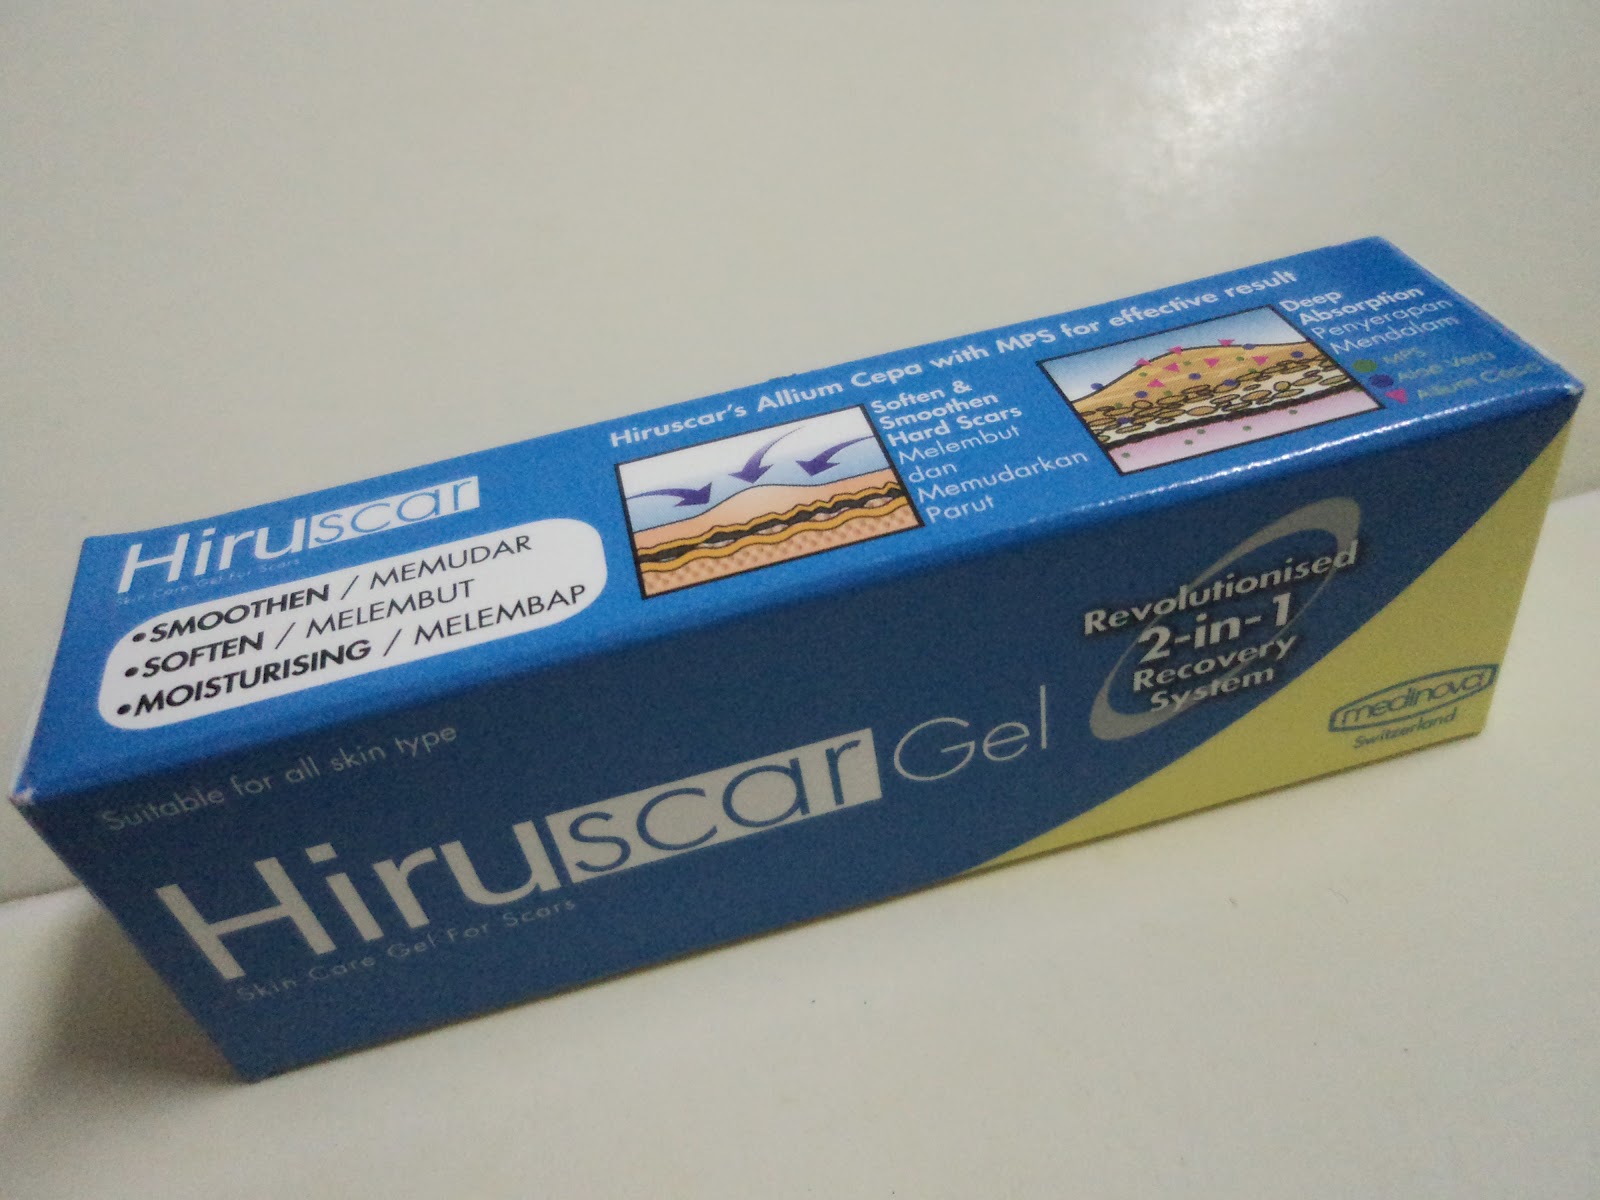 Hiruscar
Skin Care Gel For Scars
•SMOOTHEN / MEMUDAR
•SOFTEN / MELEMBUT
•MOISTURISING / MELEMBAP
Hiruscar's Allium Cepa with MPS for effective result
Soften &
Smoothen
Hard Scars
Melembut
dan
Memudarkan
Parut
Deep
Absorption
Penyerapan
Mendalam
MPS
Aloe Vera
Allium Cepa
Suitable for all skin type
Hiruscar Gel
Skin Care Gel For Scars
Revolutionised
2-in-1
Recovery
System
medinova
Switzerland